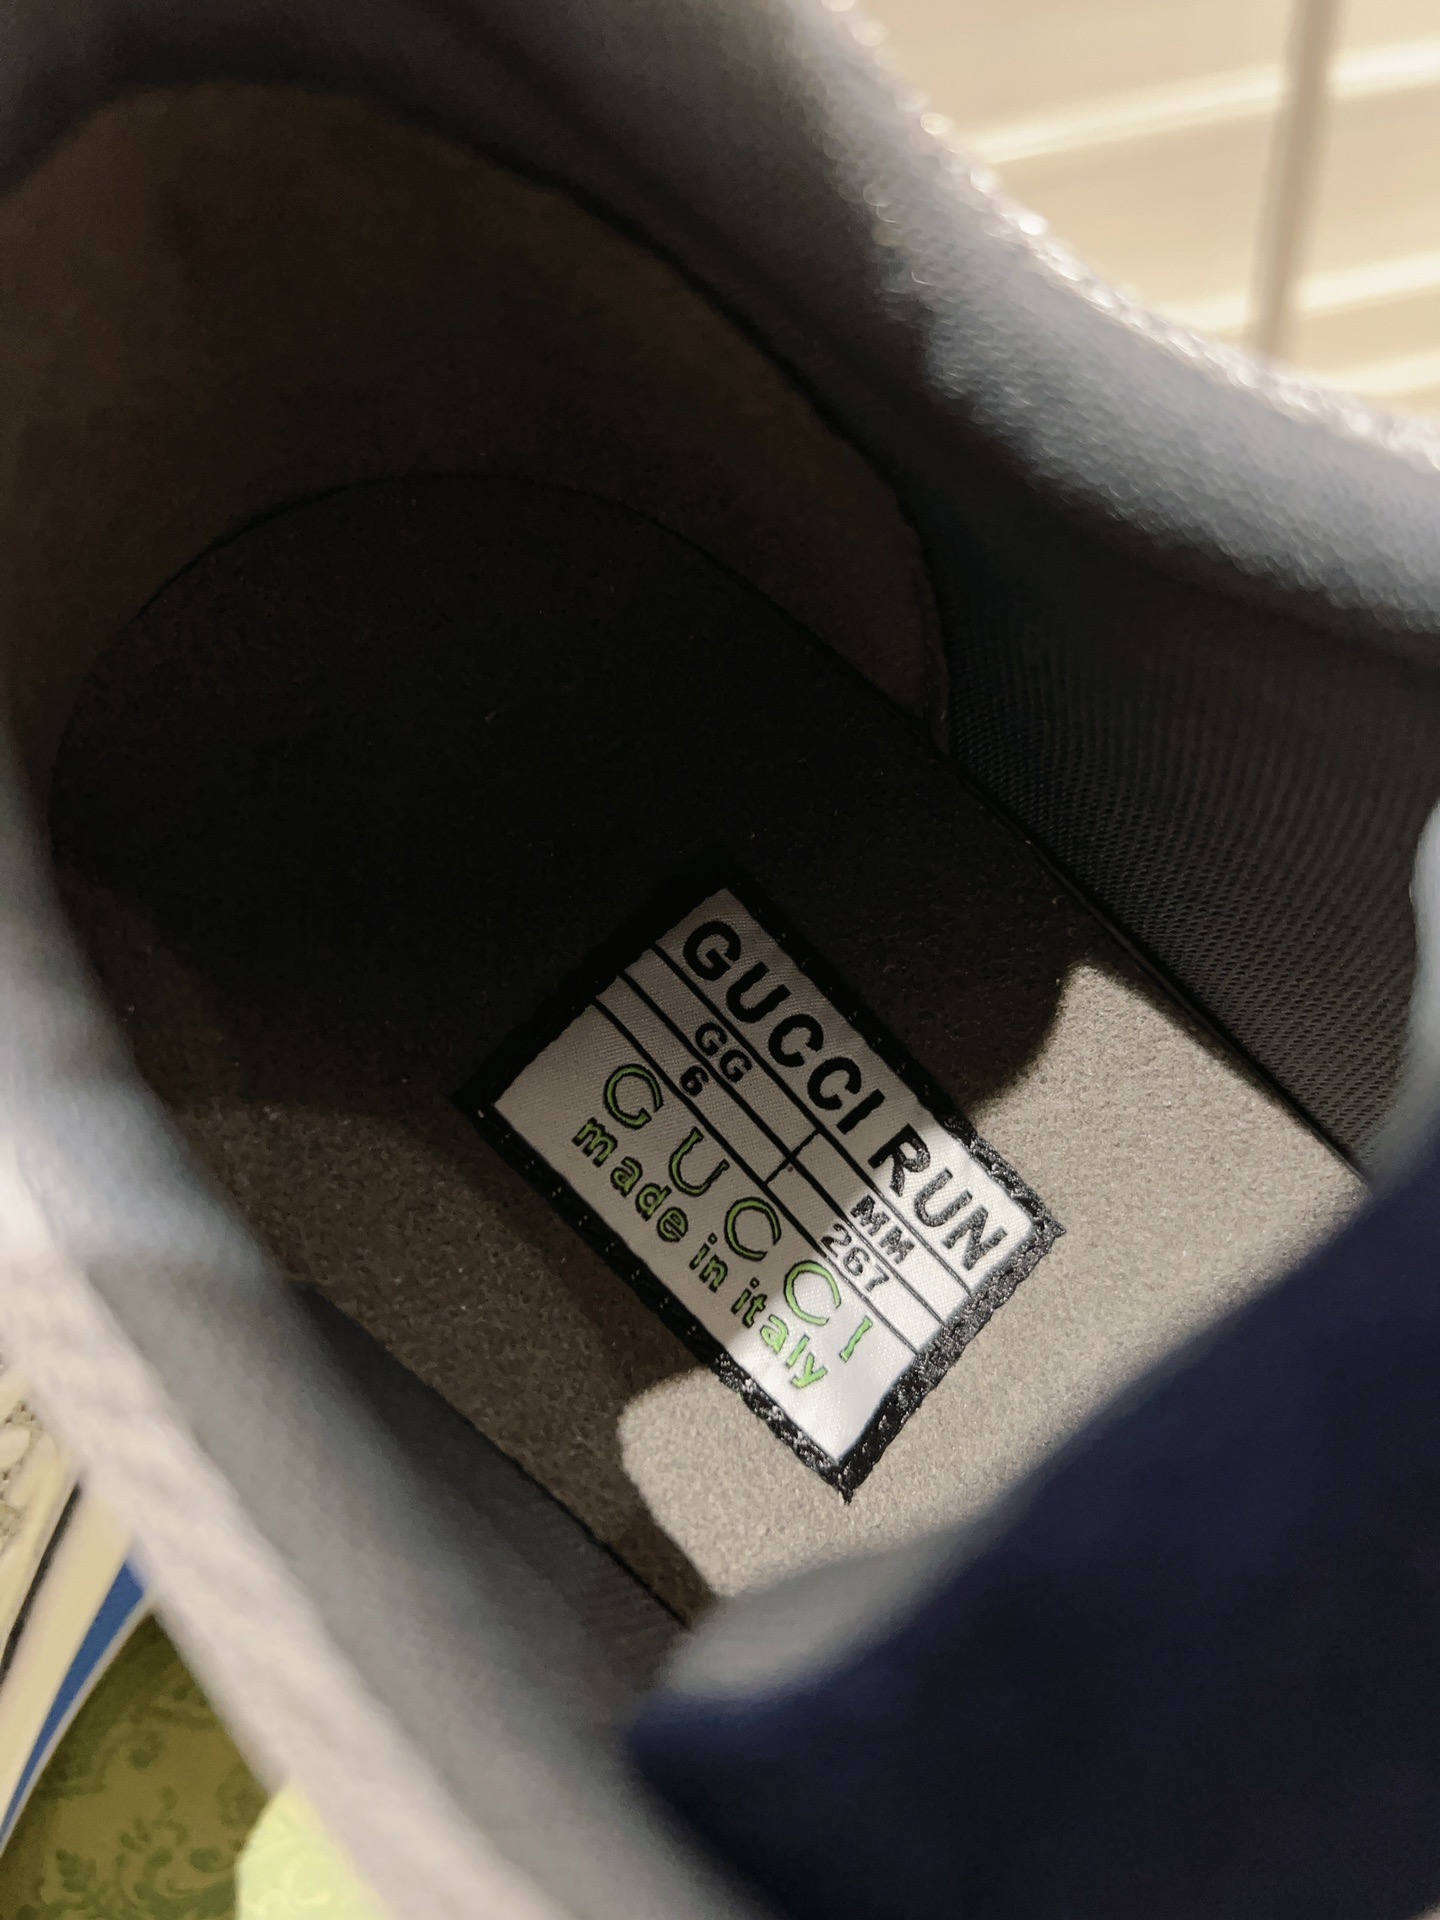 GUCCI RUN
GG MM
6 267
GUCCI
made in italy